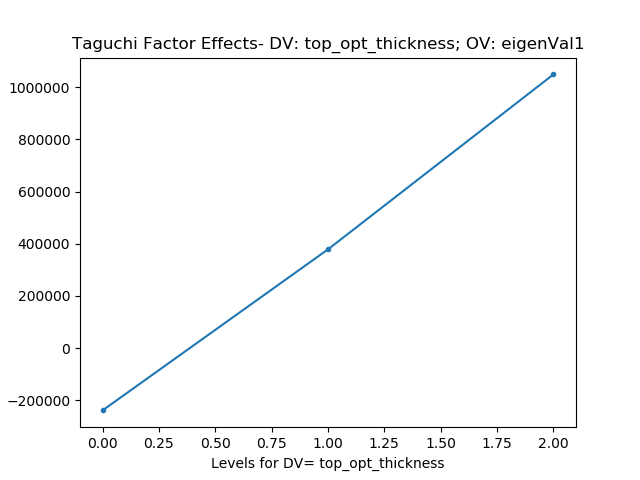 Taguchi Factor Effects- DV: top_opt_thickness; OV: eigenVal1
1000000
800000
600000
400000
200000
0
−200000
0.00 0.25 0.50 0.75 1.00 1.25 1.50 1.75 2.00
Levels for DV= top_opt_thickness